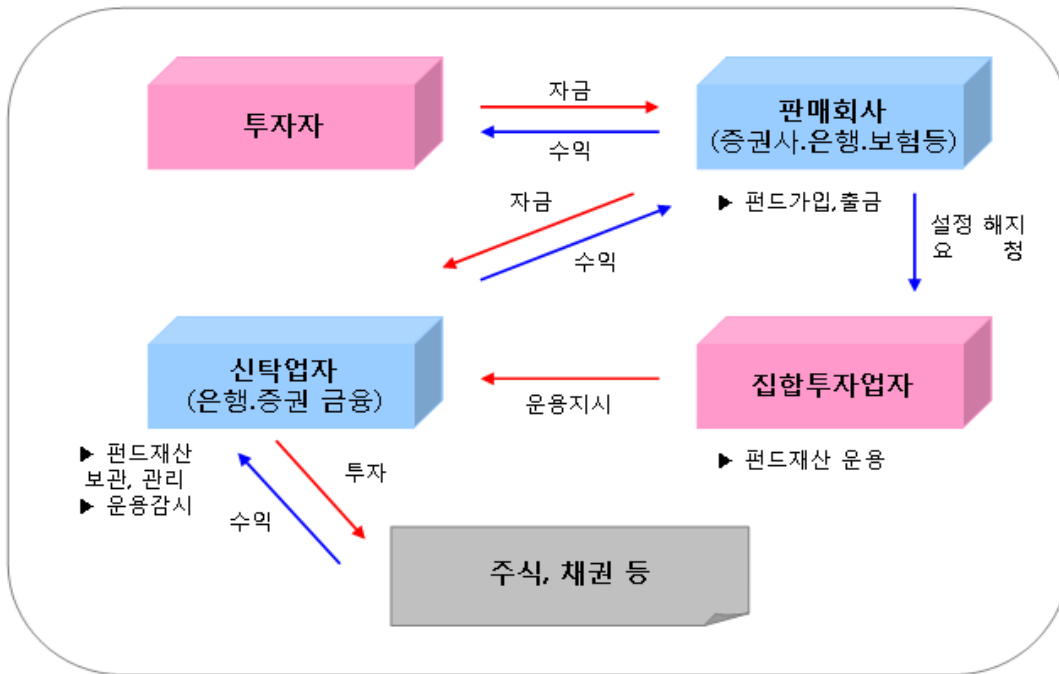 투자자
자금
수익
판매회사
(증권사.은행.보험등)
▶ 펀드가입,출금
자금
수익
설정 해지
요 청
신탁업자
(은행.증권 금융)
운용지시
집합투자업자
▶ 펀드재산
보관, 관리
▶ 운용감시
▶ 펀드재산 운용
투자
수익
주식, 채권 등